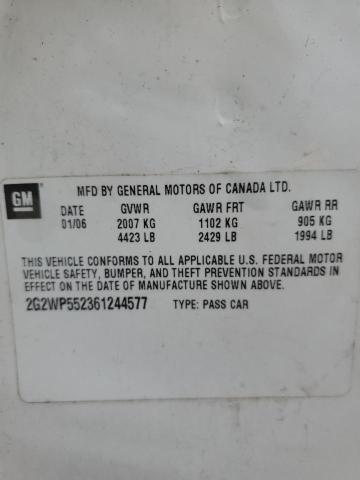 GM
MFD BY GENERAL MOTORS OF CANADA LTD.
DATE GVWR GAWR FRT GAWR RR
01/06 2007 KG 1102 KG 905 KG
4423 LB 2429 LB 1994 LB
THIS VEHICLE CONFORMS TO ALL APPLICABLE U.S. FEDERAL MOTOR
VEHICLE SAFETY, BUMPER, AND THEFT PREVENTION STANDARDS IN
EFFECT ON THE DATE OF MANUFACTURE SHOWN ABOVE.
2G2WP552361244577 TYPE: PASS CAR